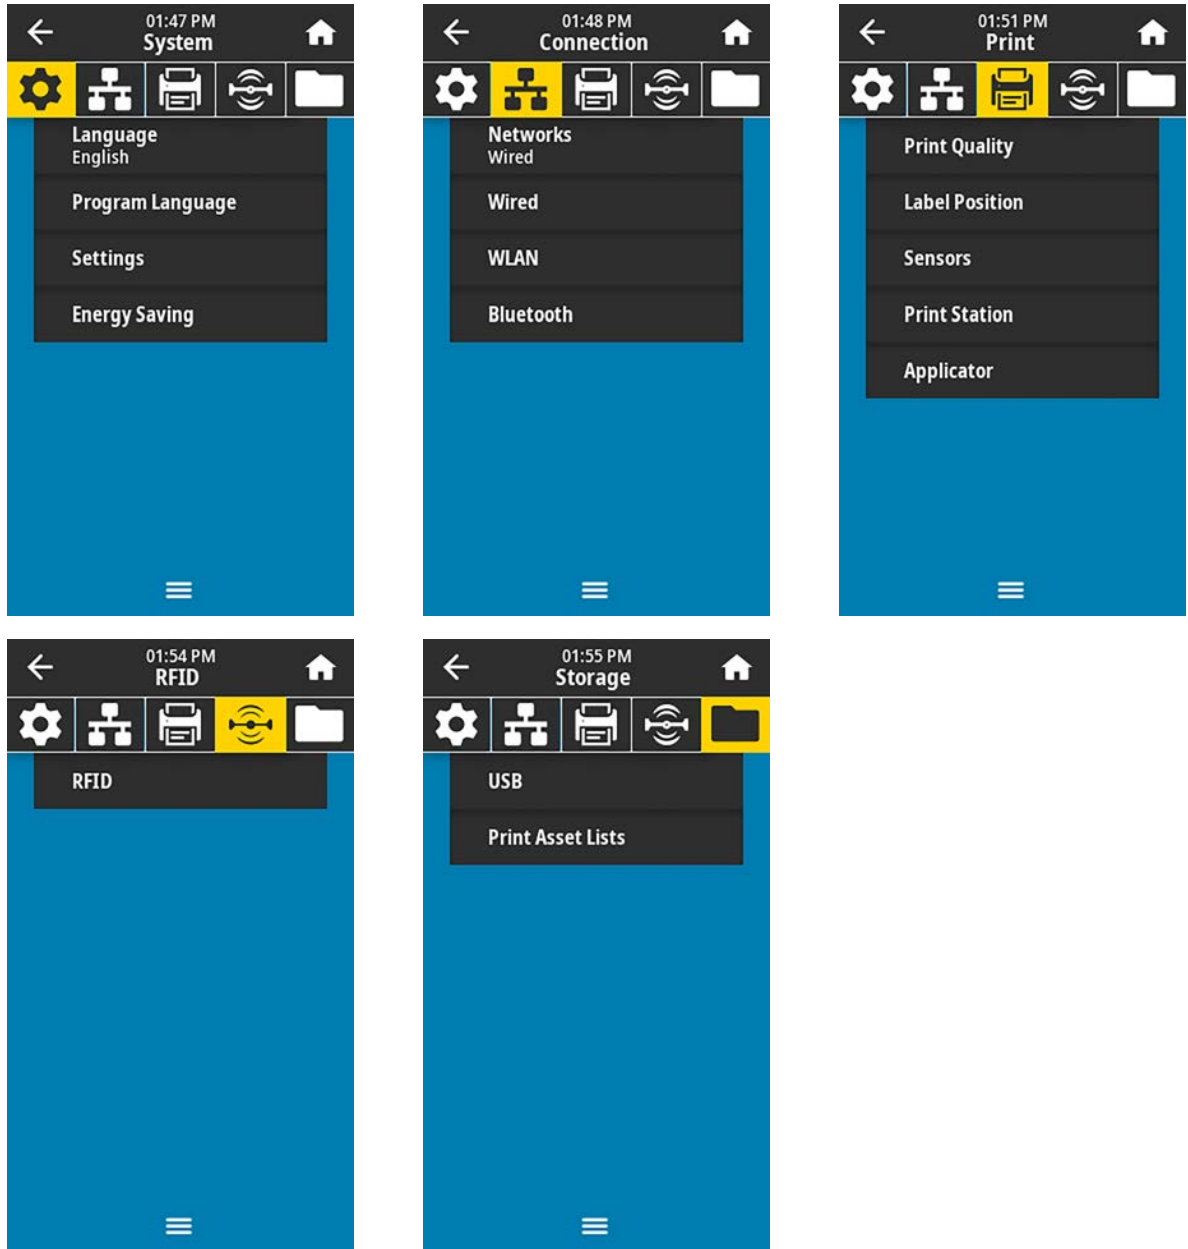 01:47 PM
System
Language
English
Program Language
Settings
Energy Saving
01:48 PM
Connection
Networks
Wired
Wired
WLAN
Bluetooth
01:51 PM
Print
Print Quality
Label Position
Sensors
Print Station
Applicator
01:54 PM
RFID
RFID
01:55 PM
Storage
USB
Print Asset Lists